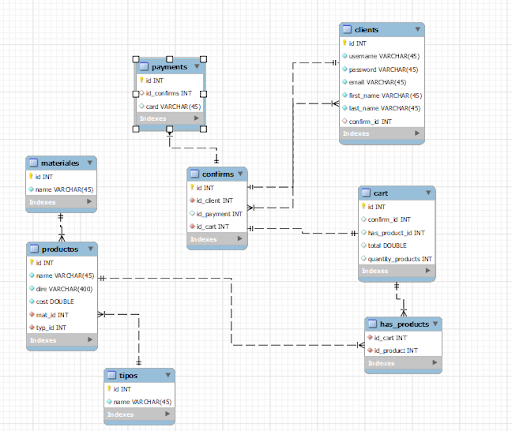 clients
id INT
username VARCHAR(45)
password VARCHAR(45)
email VARCHAR(45)
first_name VARCHAR(45)
last_name VARCHAR(45)
confirm_id INT
Indexes
payments
id INT
id_confirms INT
card VARCHAR(45)
Indexes
materiales
id INT
name VARCHAR(45)
Indexes
confirms
id INT
id_client INT
id_payment INT
id_cart INT
Indexes
cart
id INT
confirm_id INT
has_product_id INT
total DOUBLE
quantity_products INT
Indexes
productos
id INT
name VARCHAR(45)
dire VARCHAR(400)
cost DOUBLE
mat_id INT
typ_id INT
Indexes
has_products
id_cart INT
id_product INT
Indexes
tipos
id INT
name VARCHAR(45)
Indexes